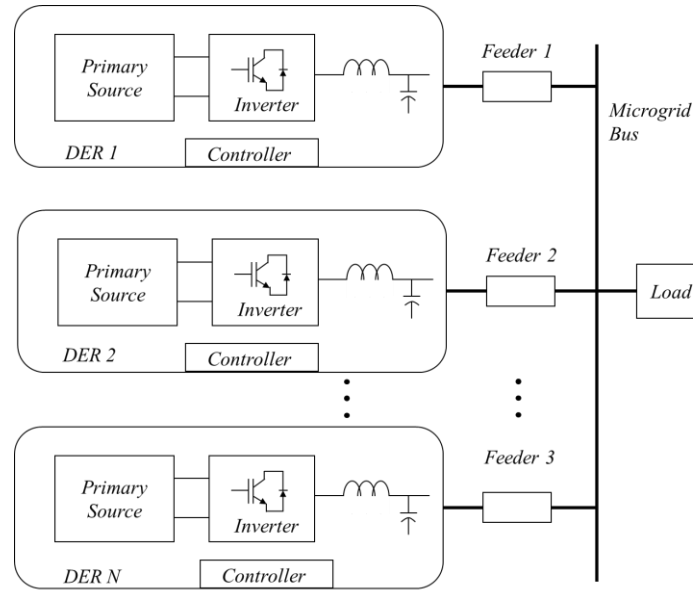 Primary
Source
Inverter
DER 1
Controller
Feeder 1
Microgrid
Bus
Primary
Source
Inverter
DER 2
Controller
Feeder 2
Load
Primary
Source
Inverter
DER N
Controller
Feeder 3